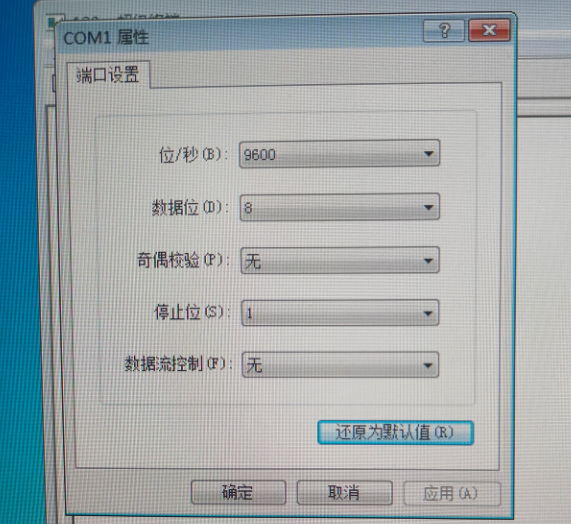 COM1 属性
端口设置
位/秒(B): 9600
数据位(D): 8
奇偶校验(P): 无
停止位(S): 1
数据流控制(F): 无
还原为默认值(R)
确定 取消 应用(A)